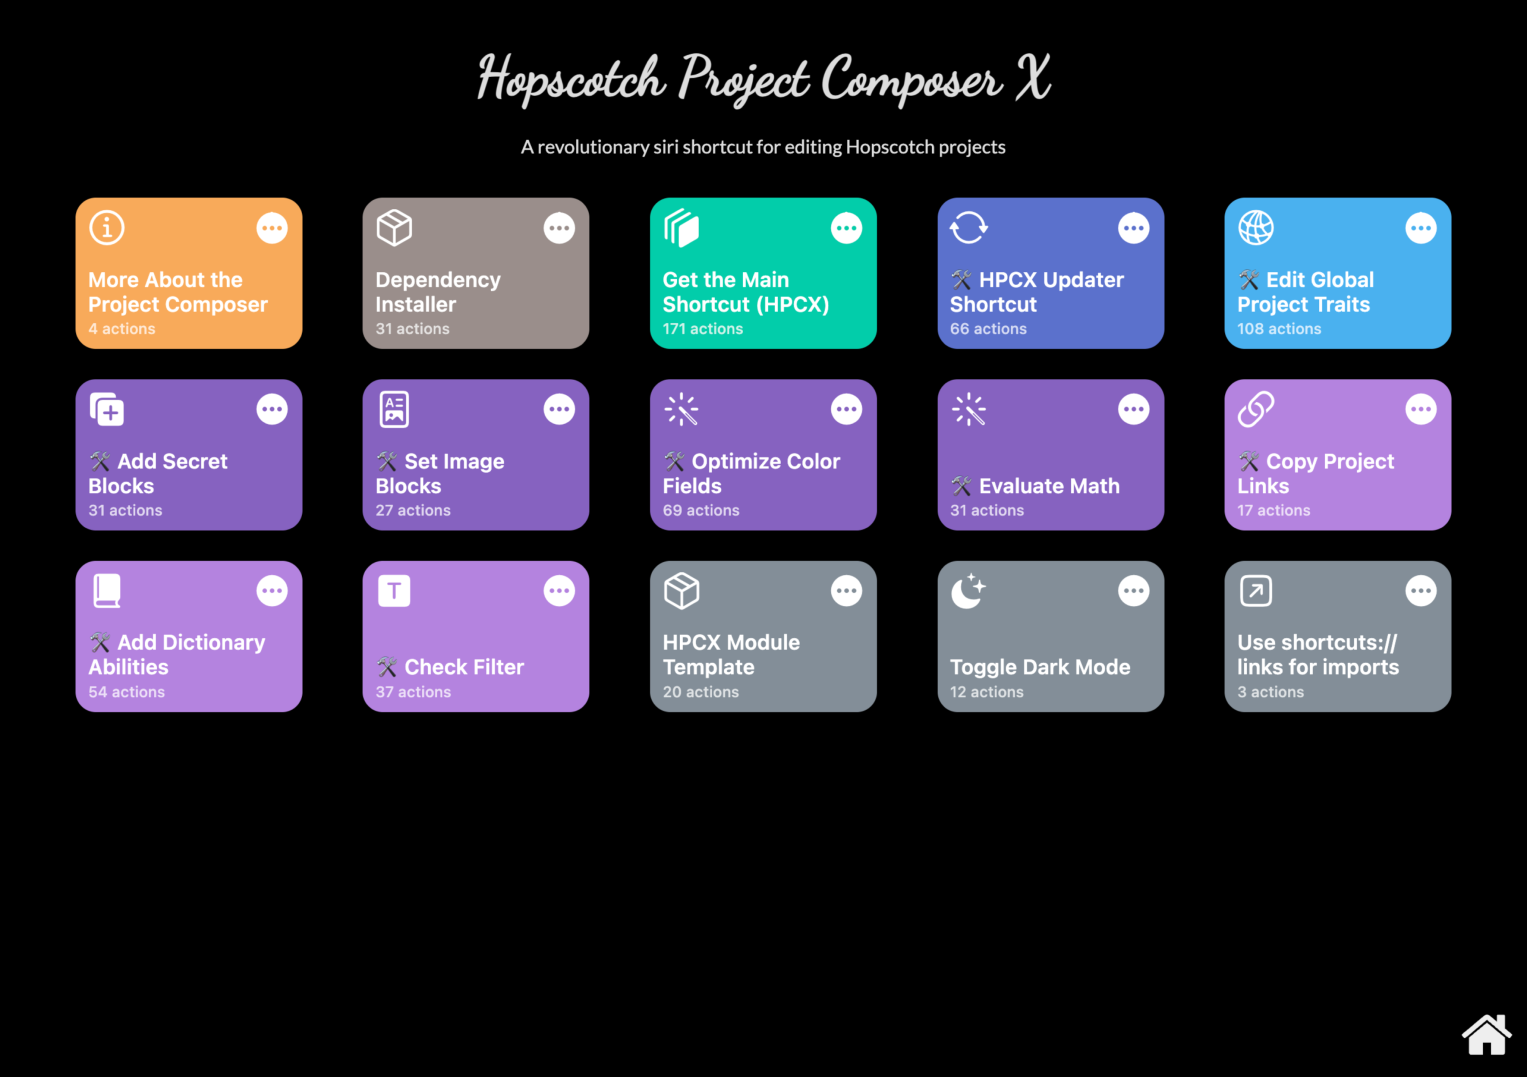 Hopscotch Project Composer X
A revolutionary siri shortcut for editing Hopscotch projects
More About the
Project Composer
4 actions
Dependency
Installer
31 actions
Get the Main
Shortcut (HPCX)
171 actions
🛠️ HPCX Updater
Shortcut
66 actions
🛠️ Edit Global
Project Traits
108 actions
🛠️ Add Secret
Blocks
31 actions
A
🛠️ Set Image
Blocks
27 actions
🛠️ Optimize Color
Fields
69 actions
🛠️ Evaluate Math
31 actions
🛠️ Copy Project
Links
17 actions
🛠️ Add Dictionary
Abilities
54 actions
T
🛠️ Check Filter
37 actions
HPCX Module
Template
20 actions
Toggle Dark Mode
12 actions
Use shortcuts://
links for imports
3 actions